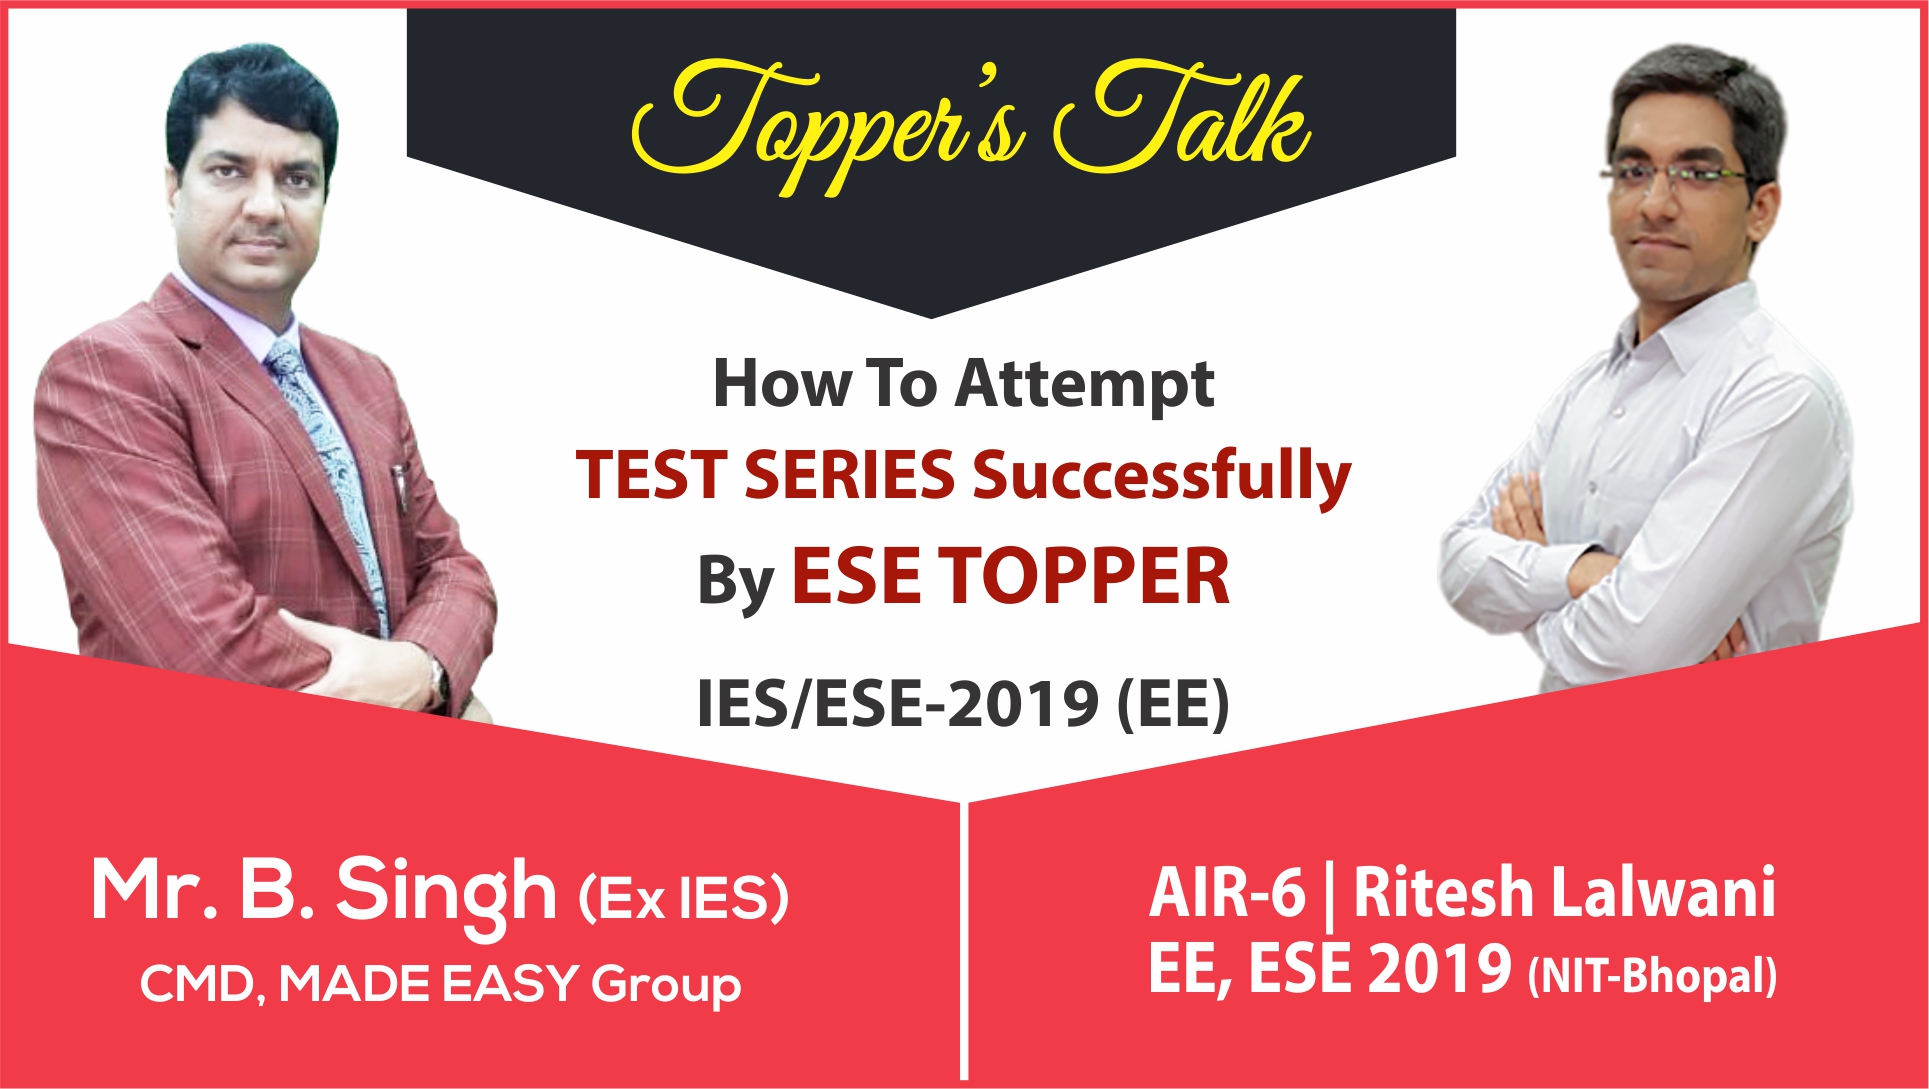 Topper's Talk
How To Attempt
TEST SERIES Successfully
By ESE TOPPER
IES/ESE-2019 (EE)
Mr. B. Singh (Ex IES)
CMD, MADE EASY Group
AIR-6 | Ritesh Lalwani
EE, ESE 2019 (NIT-Bhopal)